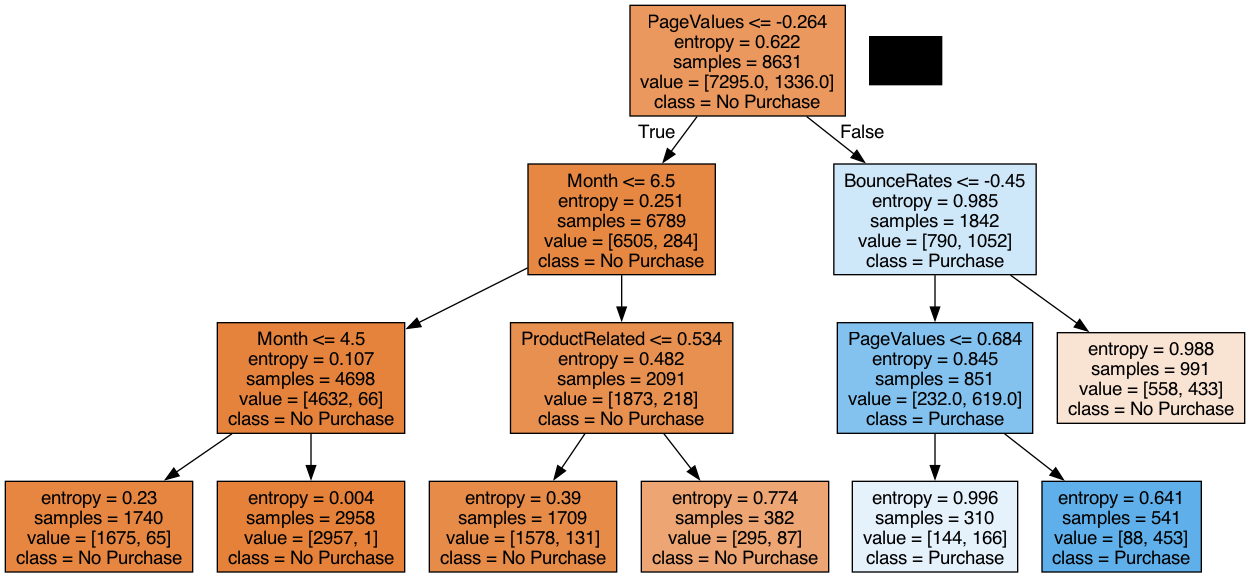 PageValues <= -0.264
entropy = 0.622
samples = 8631
value = [7295.0, 1336.0]
class = No Purchase
True
False
Month <= 6.5
entropy = 0.251
samples = 6789
value = [6505, 284]
class = No Purchase
BounceRates <= -0.45
entropy = 0.985
samples = 1842
value = [790, 1052]
class = Purchase
Month <= 4.5
entropy = 0.107
samples = 4698
value = [4632, 66]
class = No Purchase
ProductRelated <= 0.534
entropy = 0.482
samples = 2091
value = [1873, 218]
class = No Purchase
PageValues <= 0.684
entropy = 0.845
samples = 851
value = [232.0, 619.0]
class = Purchase
entropy = 0.988
samples = 991
value = [558, 433]
class = No Purchase
entropy = 0.23
samples = 1740
value = [1675, 65]
class = No Purchase
entropy = 0.004
samples = 2958
value = [2957, 1]
class = No Purchase
entropy = 0.39
samples = 1709
value = [1578, 131]
class = No Purchase
entropy = 0.774
samples = 382
value = [295, 87]
class = No Purchase
entropy = 0.996
samples = 310
value = [144, 166]
class = Purchase
entropy = 0.641
samples = 541
value = [88, 453]
class = Purchase